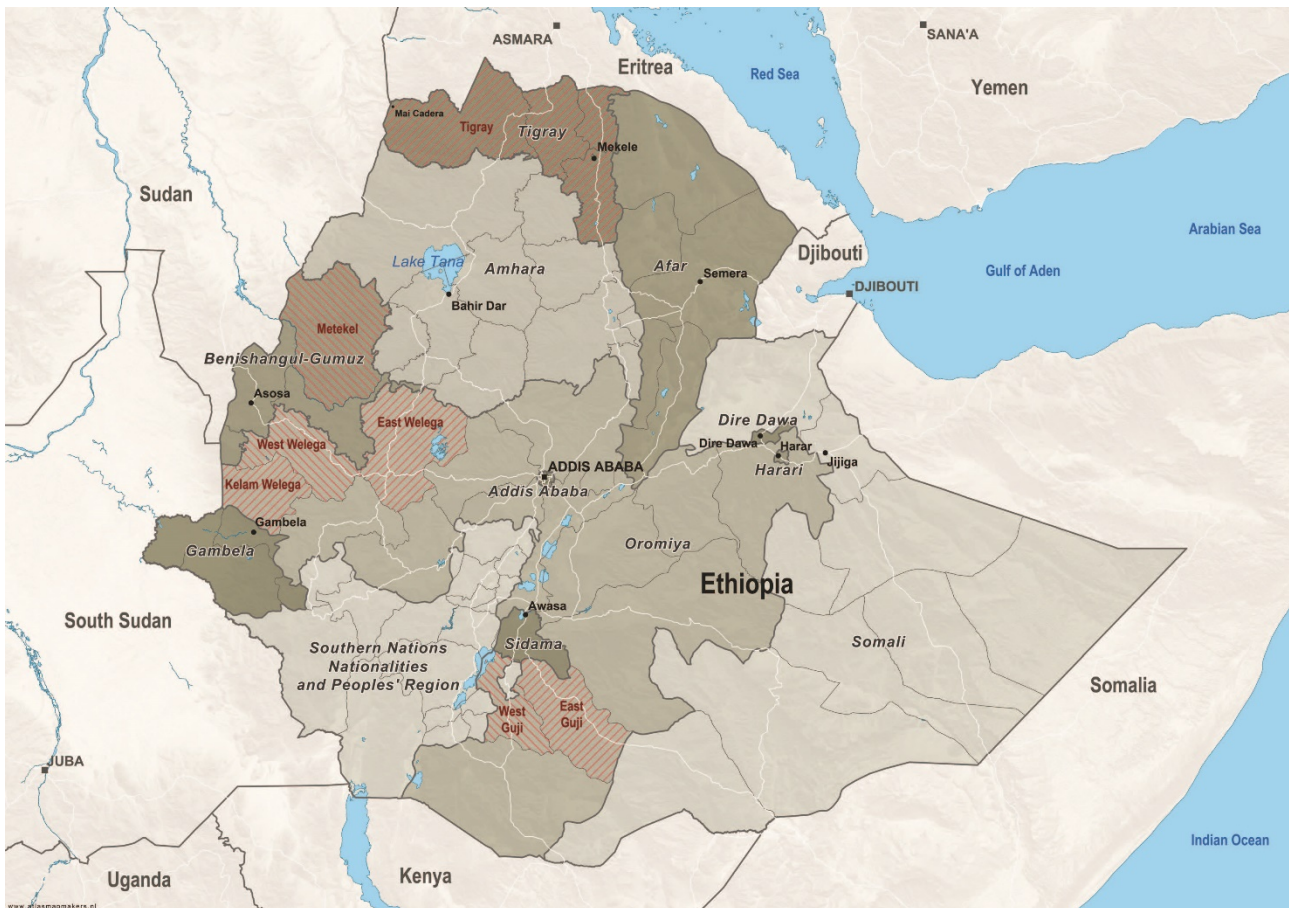 ASMARA
SANA'A
Eritrea
Red Sea
Yemen
Mai Cadera
Tigray
Tigray
Mekele
Sudan
Arabian Sea
Lake Tana
Amhara
Afar
Semera
Djibouti
Gulf of Aden
DJIBOUTI
Bahir Dar
Metekel
Benishangul-Gumuz
Asosa
East Welega
Dire Dawa
West Welega
Dire Dawa
Harar
Jijiga
Harari
ADDIS ABABA
Addis Ababa
Kelam Welega
Gambela
Gambela
Oromiya
Ethiopia
Awasa
South Sudan
Sidama
Somali
Southern Nations
Nationalities
and Peoples' Region
Somalia
West
Guji
East
Guji
JUBA
Indian Ocean
Uganda
Kenya
www.atlasmapmakers.nl